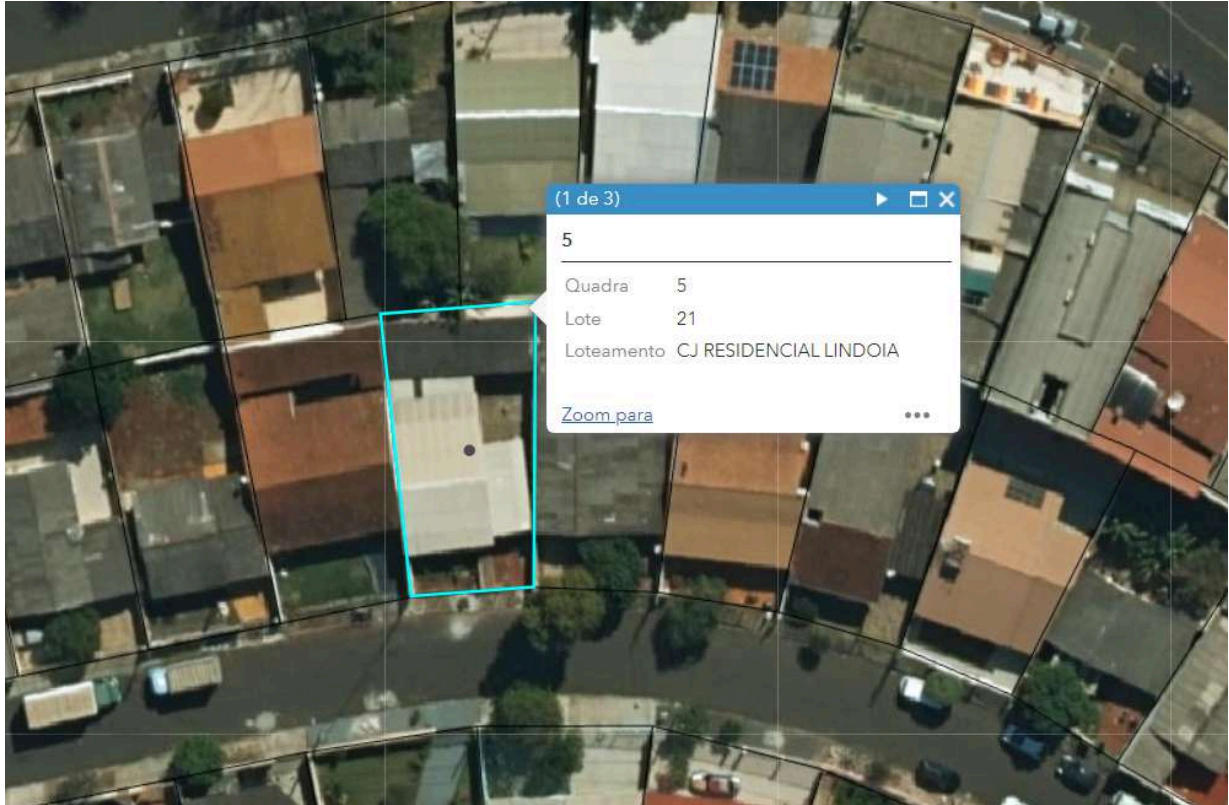 (1 de 3)
5
Quadra 5
Lote 21
Loteamento CJ RESIDENCIAL LINDOIA
Zoom para